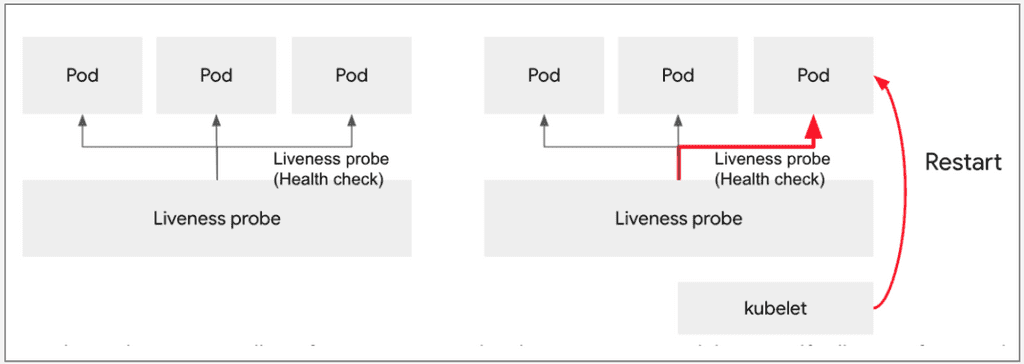 Pod Pod Pod
Liveness probe
(Health check)
Liveness probe
Pod Pod Pod
Liveness probe
(Health check)
Restart
Liveness probe
kubelet